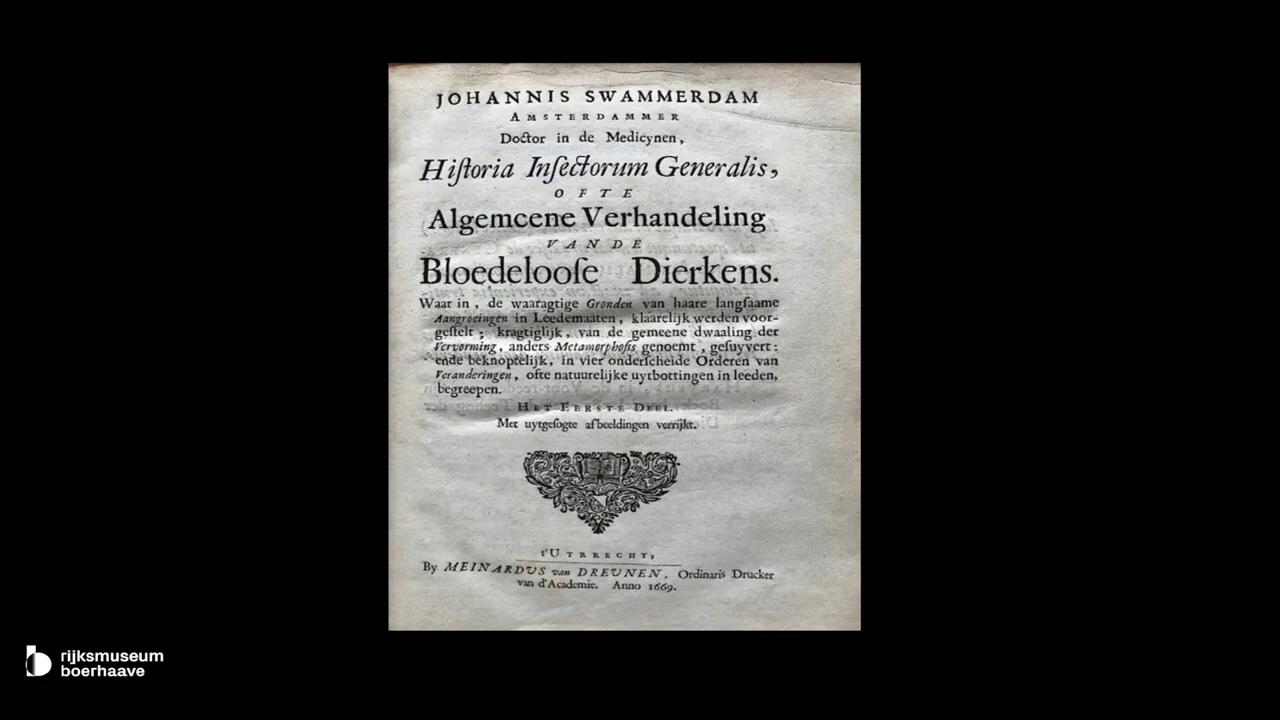 JOHANNIS SWAMMERDAM
AMSTERDAMMER
Doctor in de Medicynen,
Hiſtoria Inſectorum Generalis,
OFTE
Algemeene Verhandeling
VAN DE
Bloedelooſe Dierkens.
Waar in, de waaragtige Gronden van haare langſaame
Aangroeingen in Leedemaaten, klaarelijk werden voor-
geſtelt; kragtiglijk, van de gemeene dwaaling der
Vervorming, anders Metamorphoſis genoemt, geſuyvert:
ende beknoptelijk, in vier onderſcheide Orderen van
Veranderingen, ofte natuurelijke uytbottingen in leeden,
begreepen.
HET EERSTE DEEL.
Met uytgeſogte afbeeldingen verrijkt.
t'UTRRECHT,
By MEINARDVS van DREUNEN, Ordinaris Drucker
van d'Academie. Anno 1669.
rijksmuseum
boerhaave